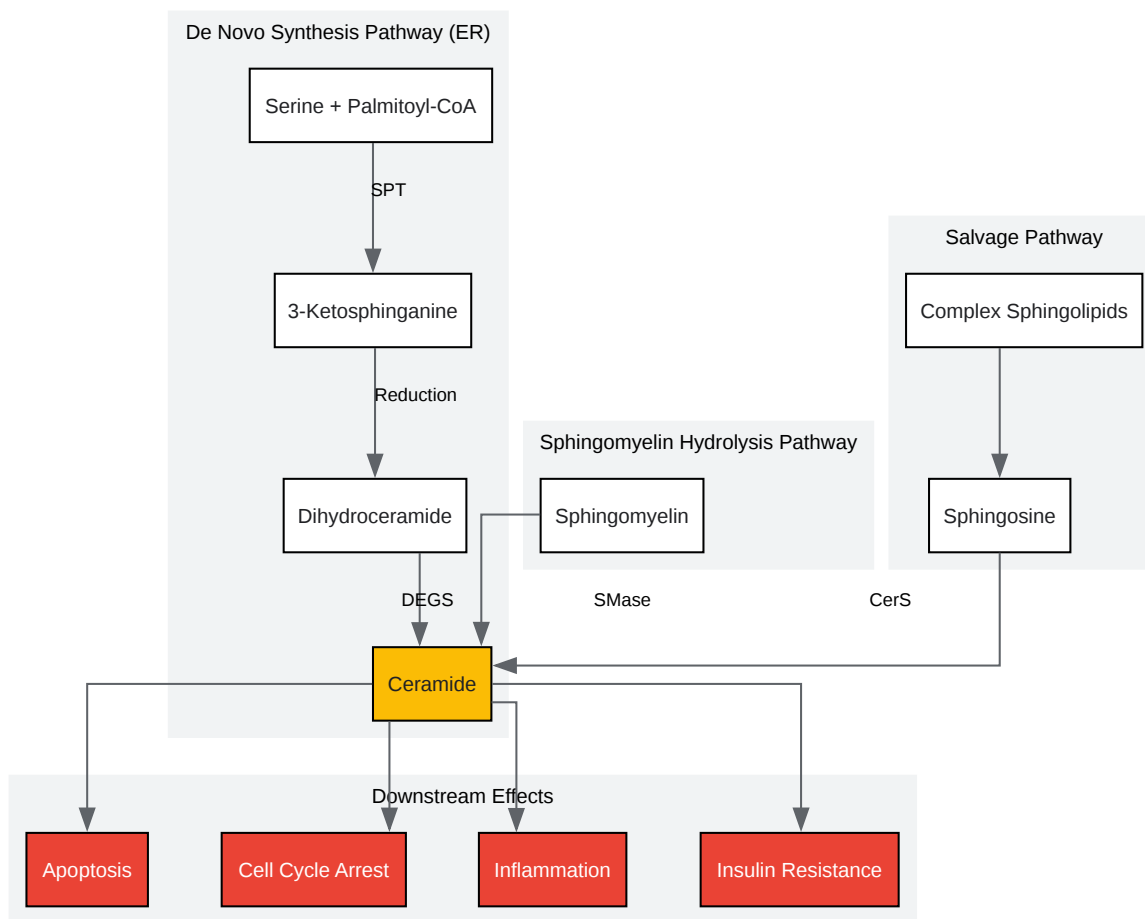 De Novo Synthesis Pathway (ER)
Serine + Palmitoyl-CoA
SPT
3-Ketosphinganine
Reduction
Dihydroceramide
DEGS
Ceramide
Sphingomyelin Hydrolysis Pathway
Sphingomyelin
SMase
Salvage Pathway
Complex Sphingolipids
Sphingosine
CerS
Downstream Effects
Apoptosis
Cell Cycle Arrest
Inflammation
Insulin Resistance